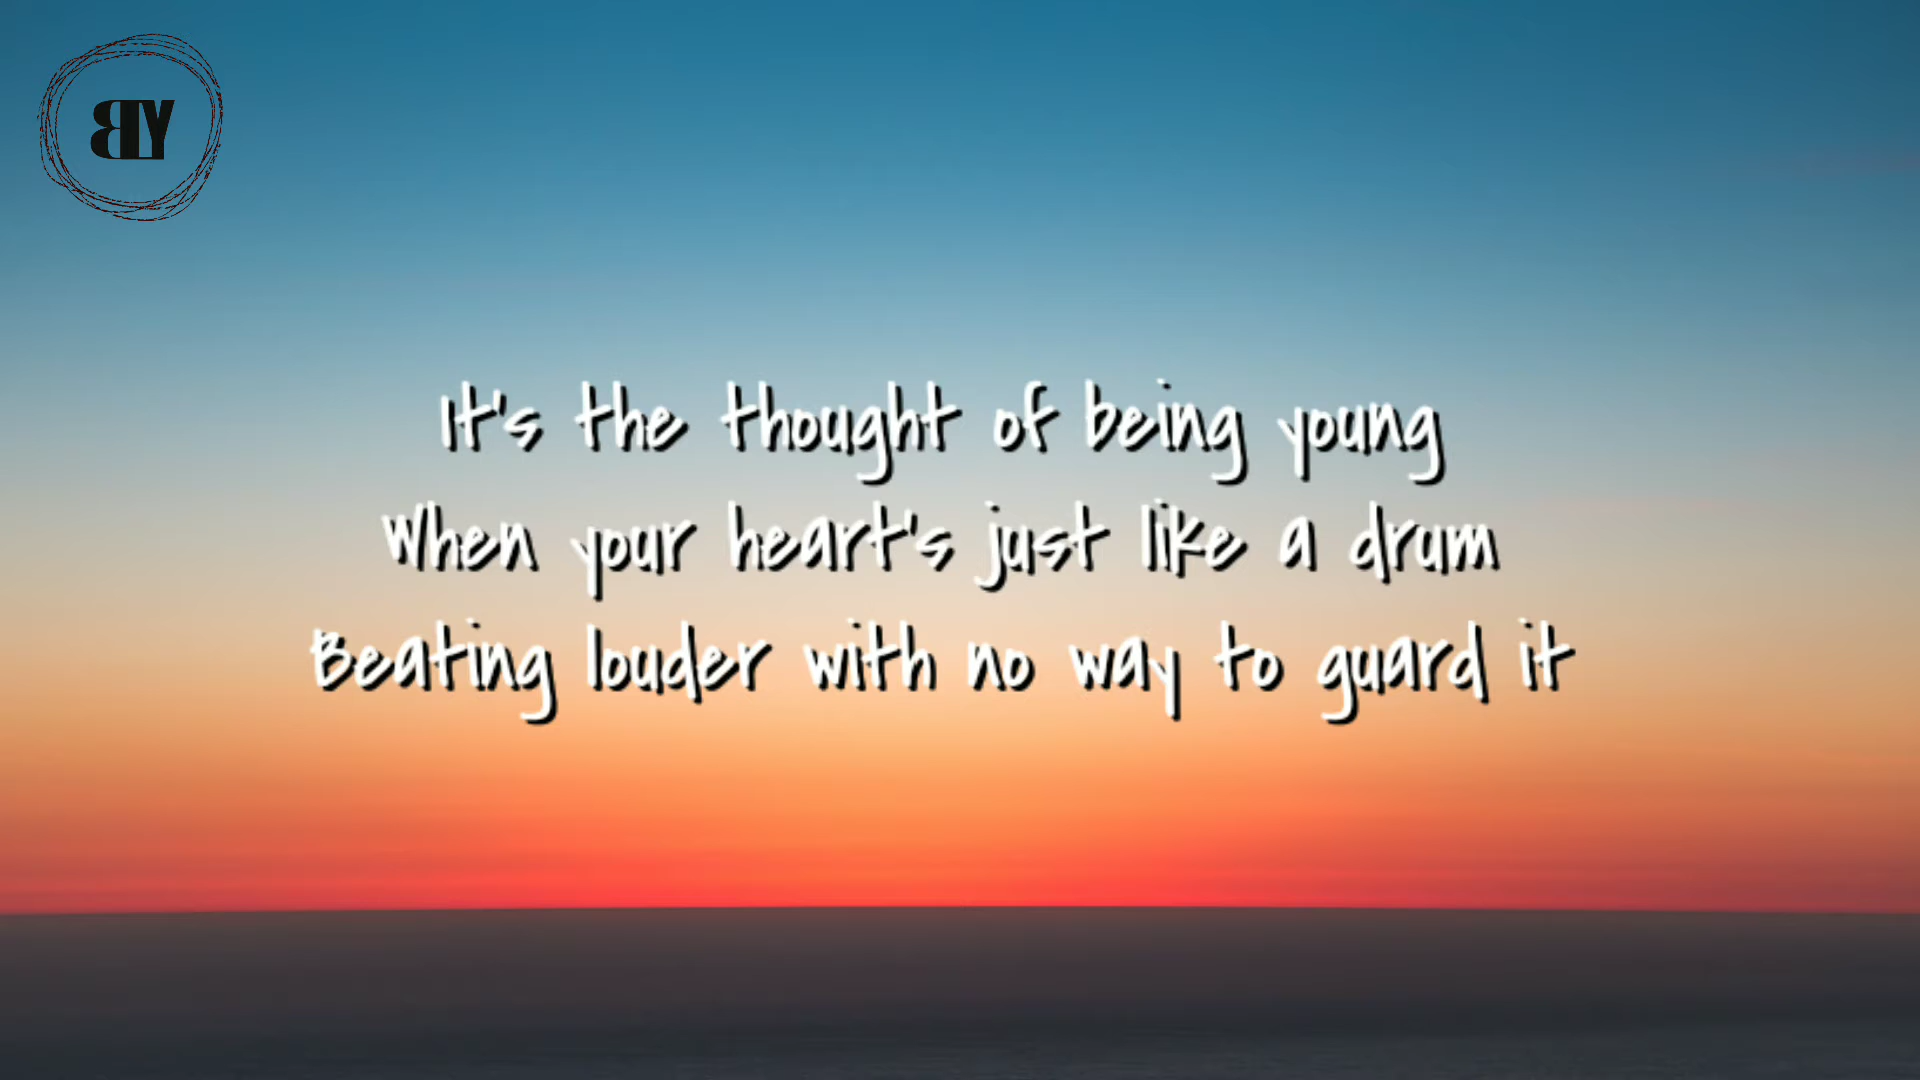 It's the thought of being young
When your heart's just like a drum
Beating louder with no way to guard it